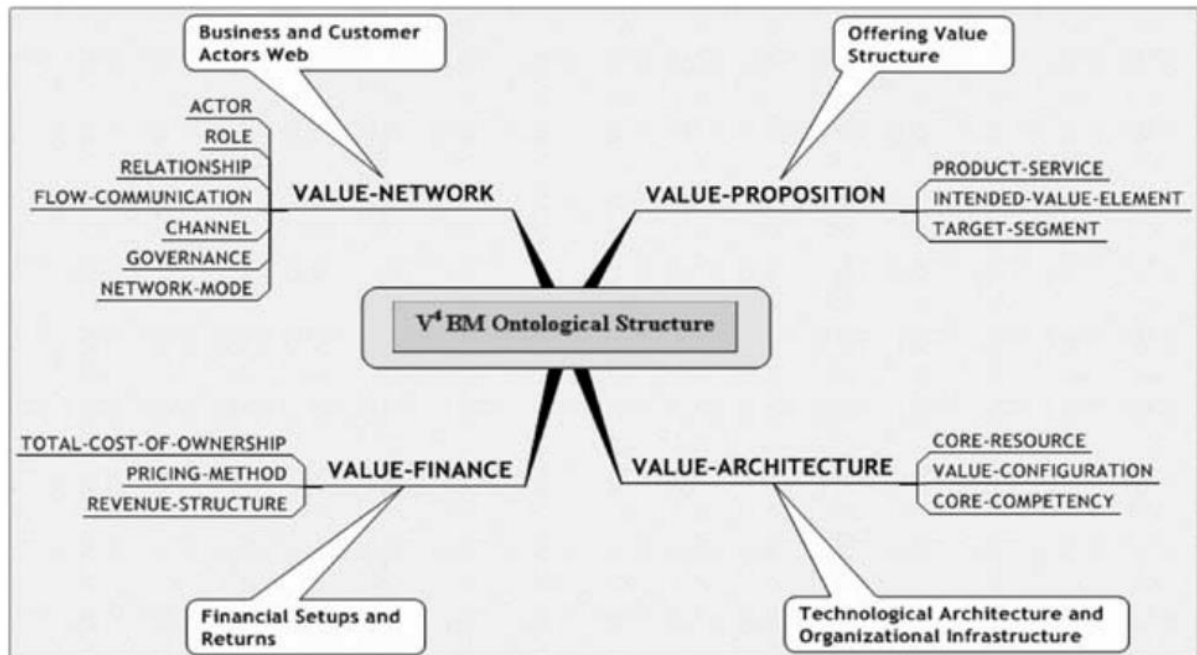 Business and Customer
Actors Web
Offering Value
Structure
ACTOR
ROLE
RELATIONSHIP
FLOW-COMMUNICATION
CHANNEL
GOVERNANCE
NETWORK-MODE
VALUE-NETWORK
VALUE-PROPOSITION
PRODUCT-SERVICE
INTENDED-VALUE-ELEMENT
TARGET-SEGMENT
V⁴ BM Ontological Structure
TOTAL-COST-OF-OWNERSHIP
PRICING-METHOD
REVENUE-STRUCTURE
VALUE-FINANCE
VALUE-ARCHITECTURE
CORE-RESOURCE
VALUE-CONFIGURATION
CORE-COMPETENCY
Financial Setups and
Returns
Technological Architecture and
Organizational Infrastructure